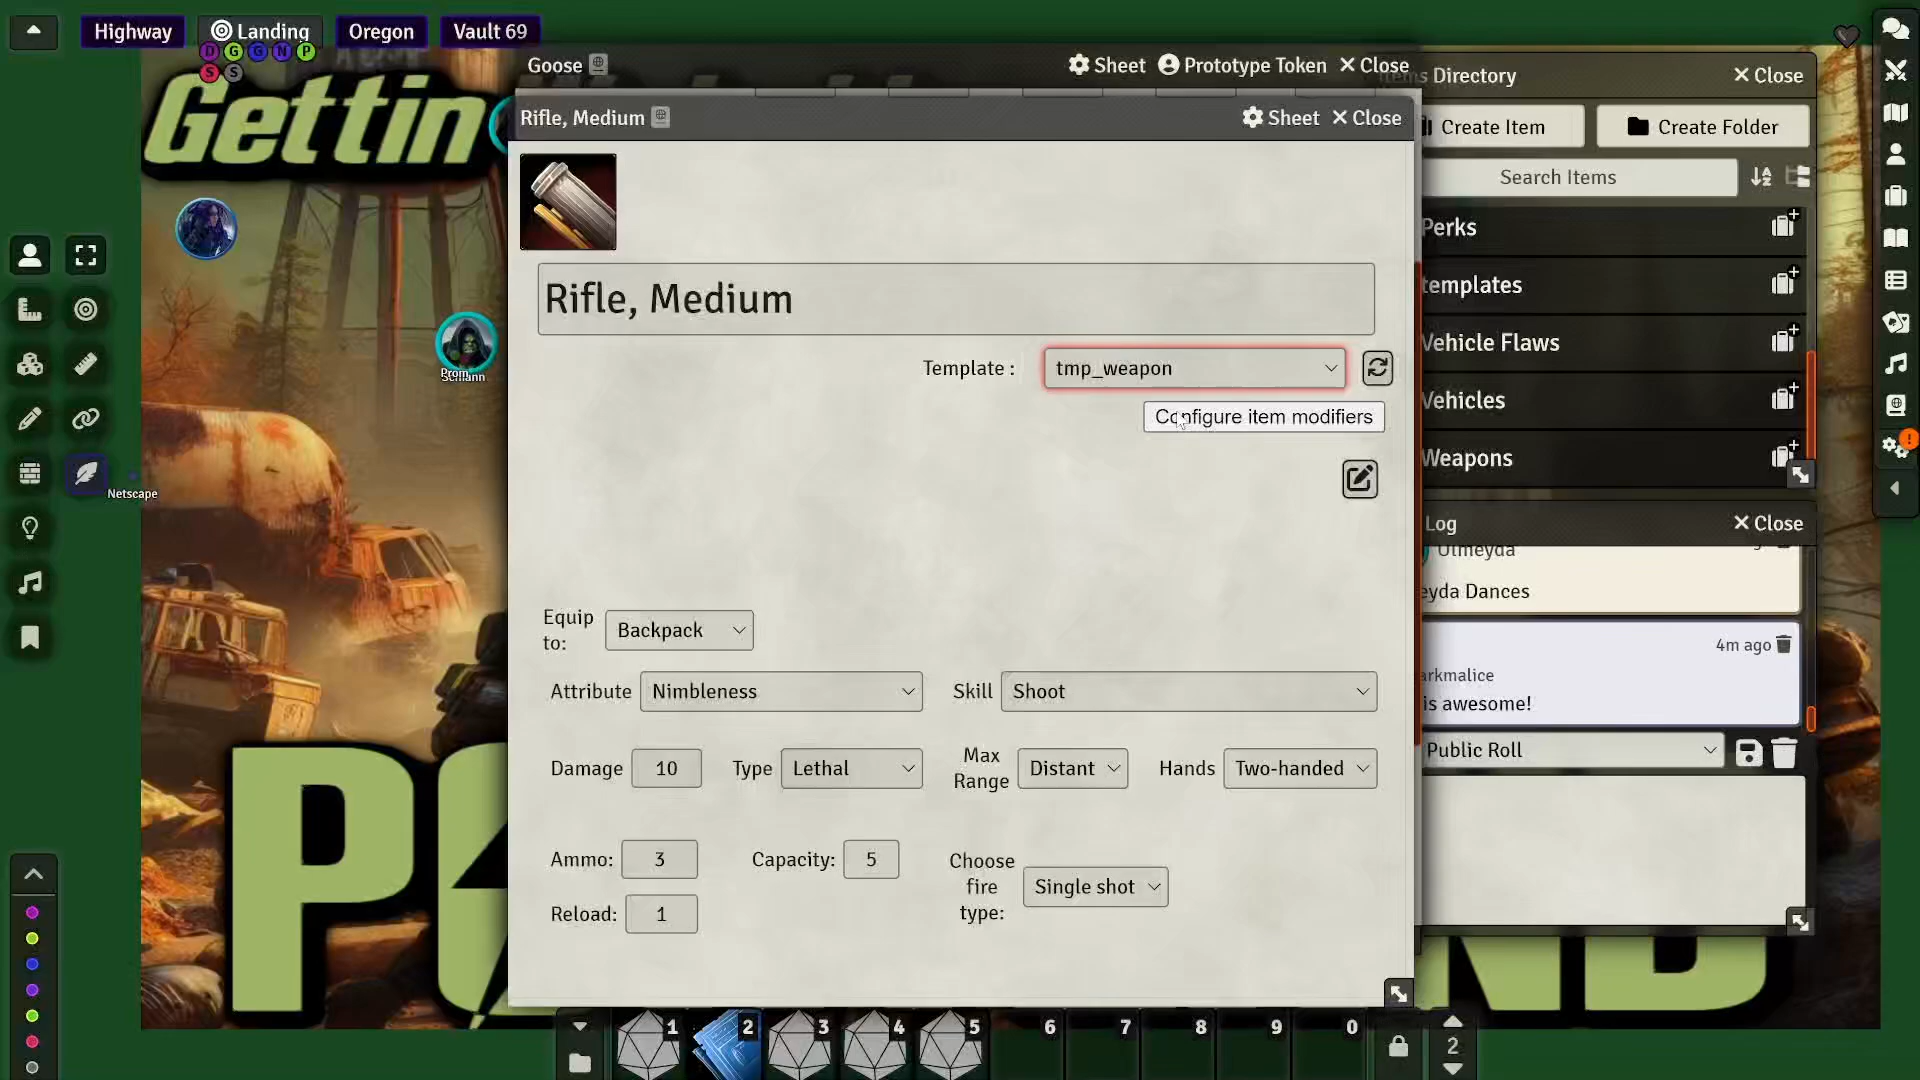 Highway
Landing
Oregon
Vault 69
D G G N P
S S
Gettin
Goose
Sheet
Prototype Token
Close
Rifle, Medium
Sheet
Close
Directory
Close
Create Item
Create Folder
Search Items
Perks
templates
Vehicle Flaws
Vehicles
Weapons
Rifle, Medium
Template :
tmp_weapon
Configure item modifiers
Netscape
Equip to:
Backpack
Attribute
Nimbleness
Skill
Shoot
Damage
10
Type
Lethal
Max Range
Distant
Hands
Two-handed
Ammo:
3
Capacity:
5
Choose fire type:
Single shot
Reload:
1
Log
Close
Ulmeyda
eyda Dances
4m ago
arkmalice
is awesome!
Public Roll
P
ND
1
2
3
4
5
6
7
8
9
0
2